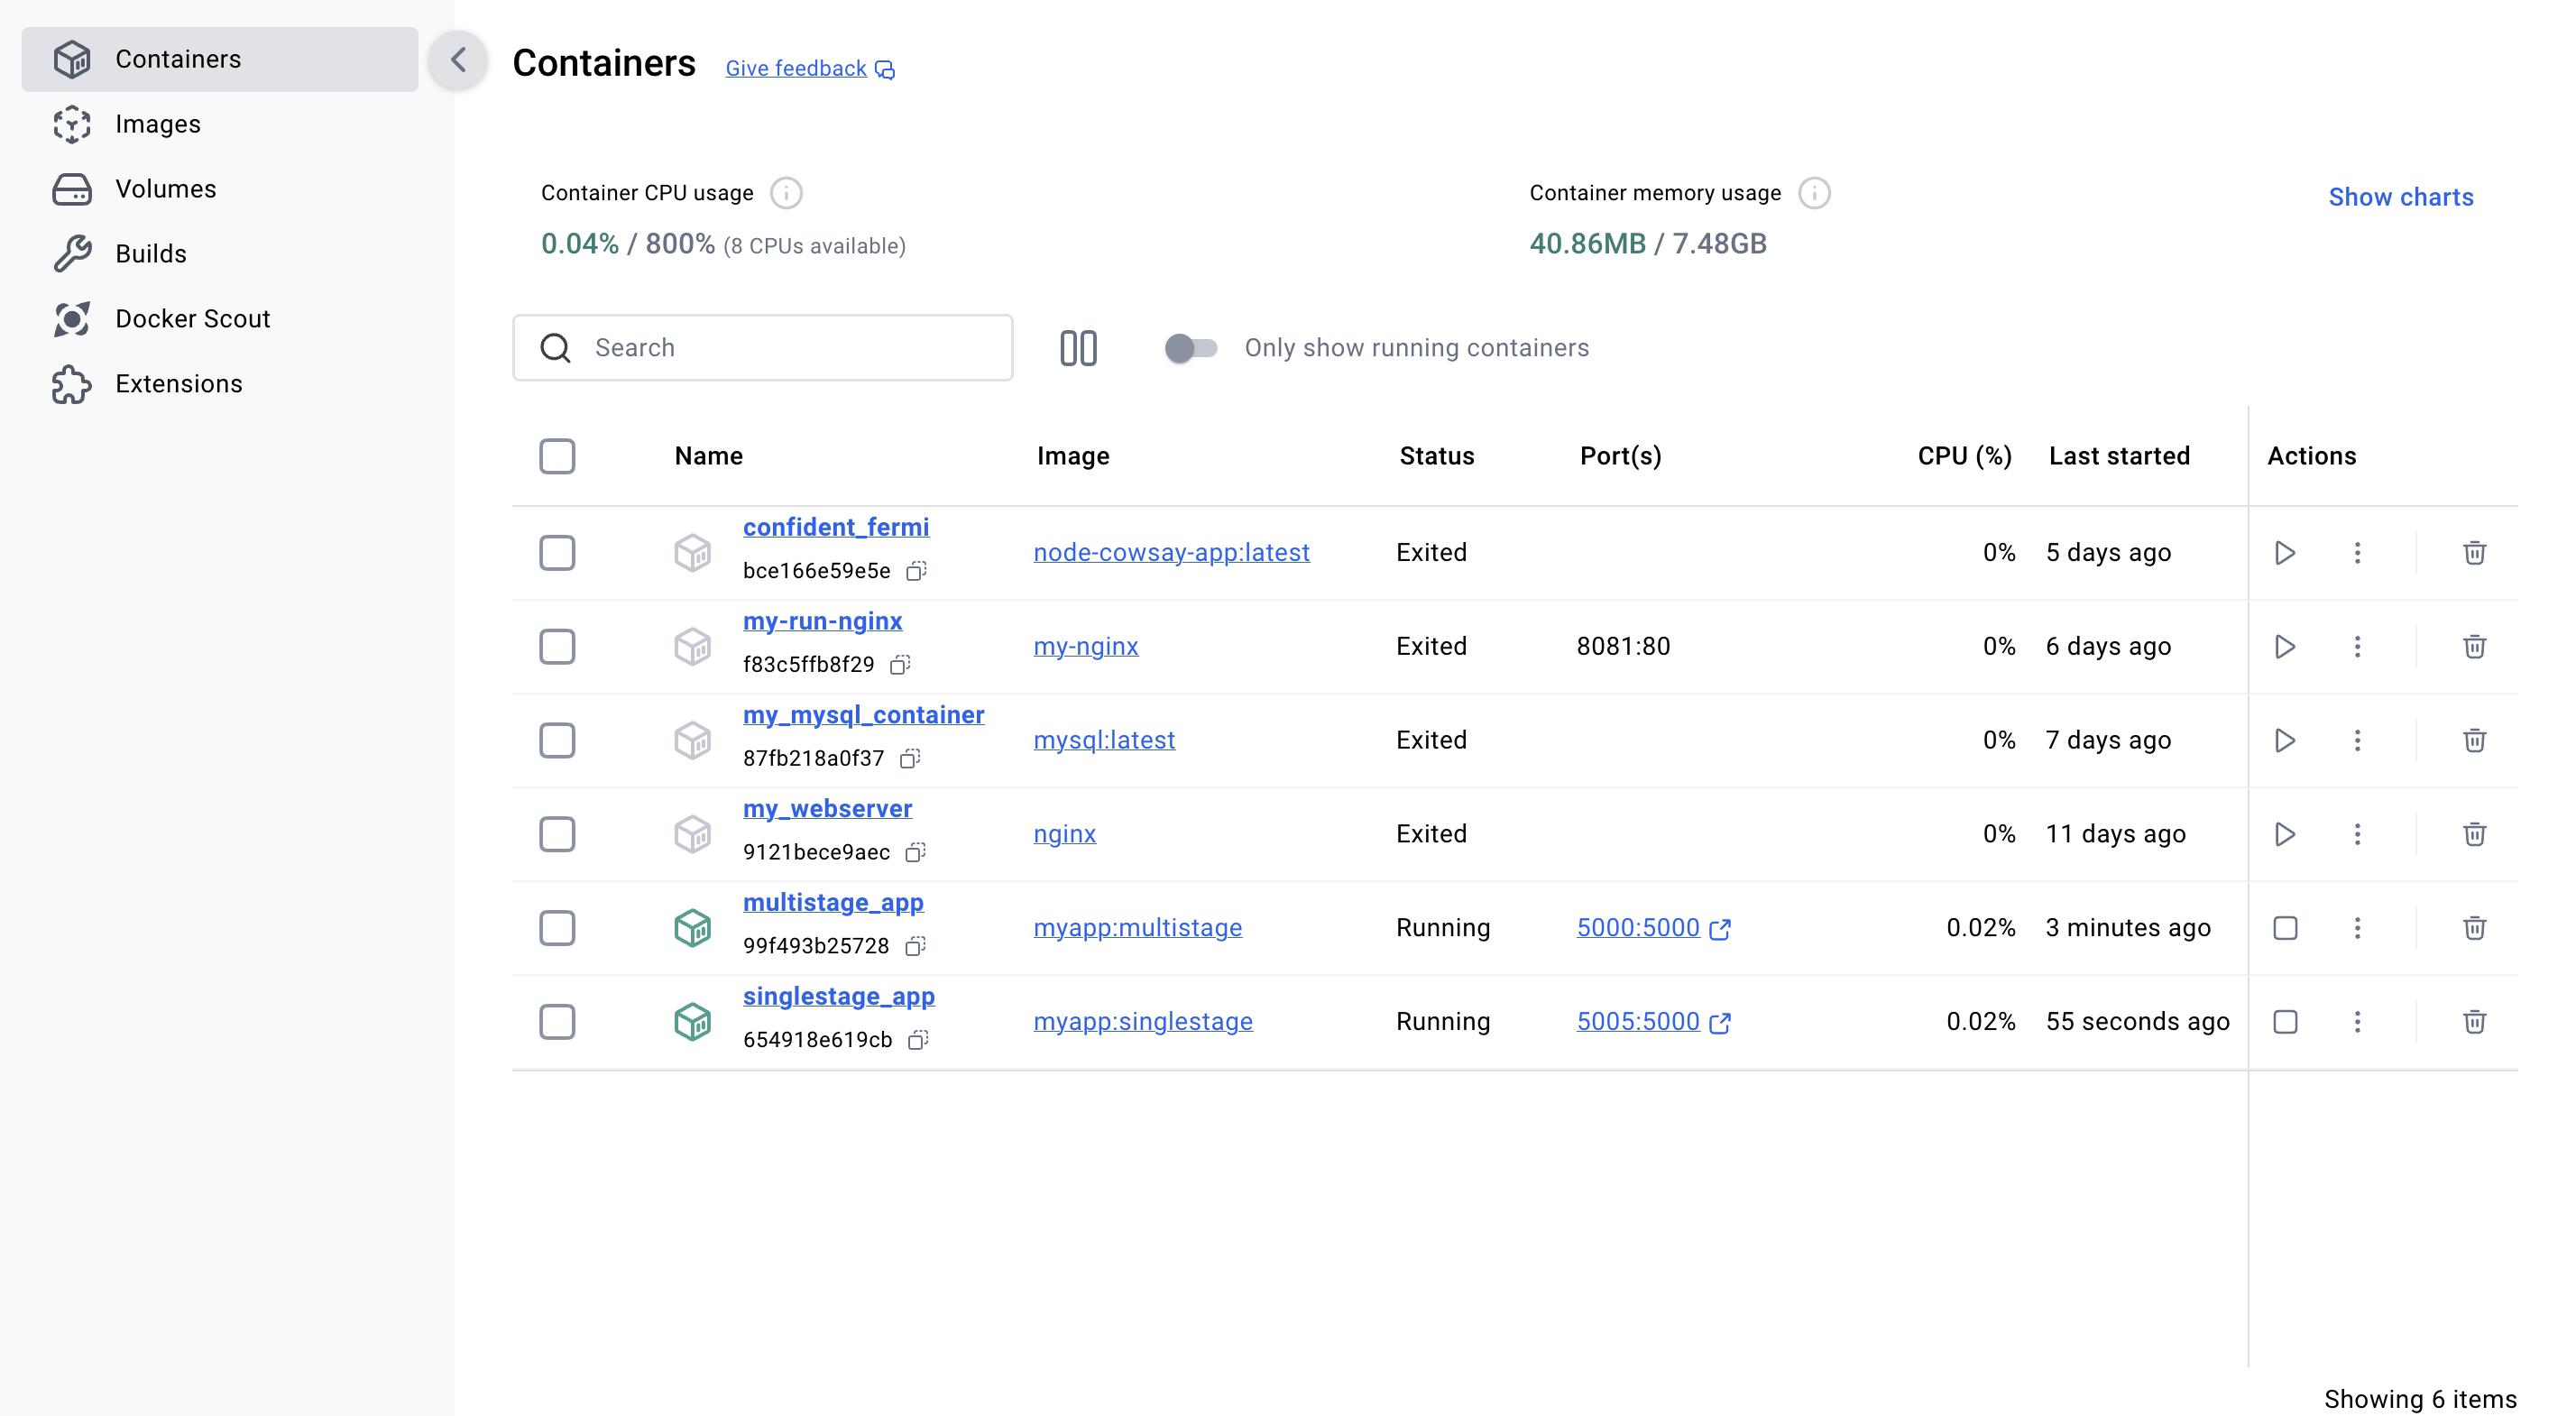 Containers
Images
Volumes
Builds
Docker Scout
Extensions
Containers Give feedback
Container CPU usage
0.04% / 800% (8 CPUs available)
Container memory usage
40.86MB / 7.48GB
Show charts
Search
Only show running containers
Name Image Status Port(s) CPU (%) Last started Actions
confident_fermi
bce166e59e5e
node-cowsay-app:latest Exited 0% 5 days ago
my-run-nginx
f83c5ffb8f29
my-nginx Exited 8081:80 0% 6 days ago
my_mysql_container
87fb218a0f37
mysql:latest Exited 0% 7 days ago
my_webserver
9121bece9aec
nginx Exited 0% 11 days ago
multistage_app
99f493b25728
myapp:multistage Running 5000:5000 0.02% 3 minutes ago
singlestage_app
654918e619cb
myapp:singlestage Running 5005:5000 0.02% 55 seconds ago
Showing 6 items